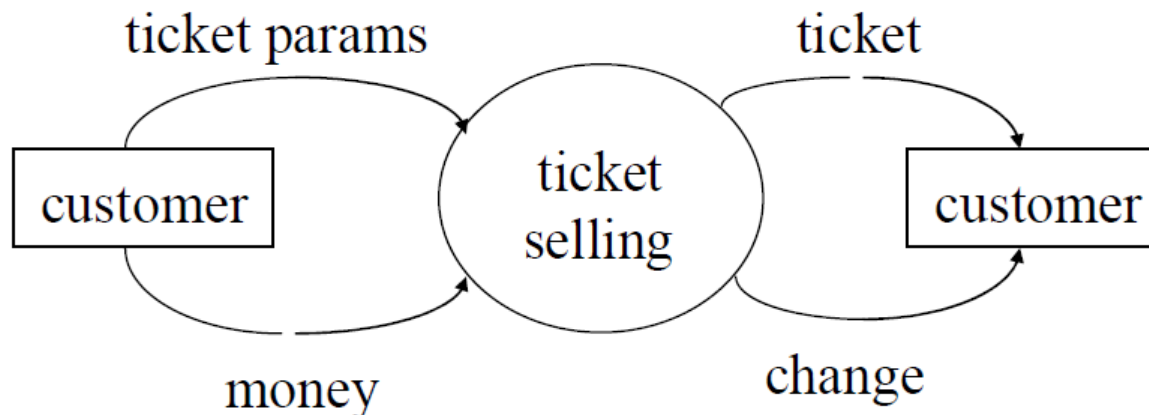 ticket params
ticket
customer
ticket
selling
customer
money
change